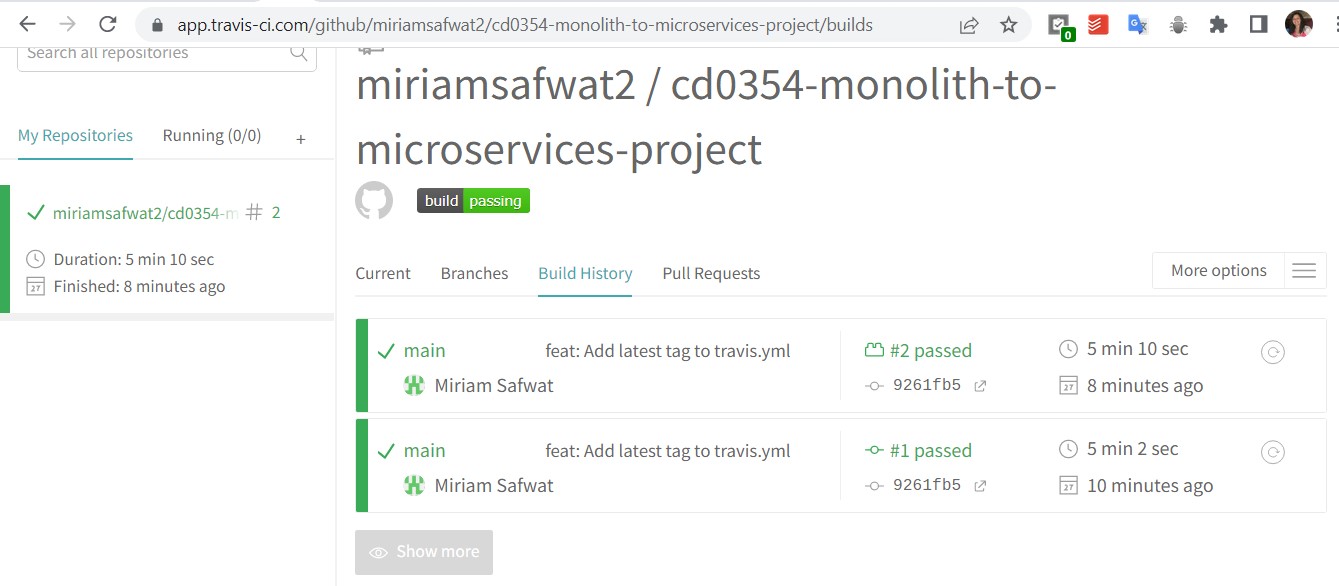 app.travis-ci.com/github/miriamsafwat2/cd0354-monolith-to-microservices-project/builds
0
Search all repositories
My Repositories Running (0/0) +
miriamsafwat2/cd0354-m # 2
Duration: 5 min 10 sec
27 Finished: 8 minutes ago
miriamsafwat2 / cd0354-monolith-to-
microservices-project
build passing
Current Branches Build History Pull Requests More options
main feat: Add latest tag to travis.yml #2 passed 5 min 10 sec
Miriam Safwat 9261fb5 27 8 minutes ago
main feat: Add latest tag to travis.yml #1 passed 5 min 2 sec
Miriam Safwat 9261fb5 27 10 minutes ago
Show more